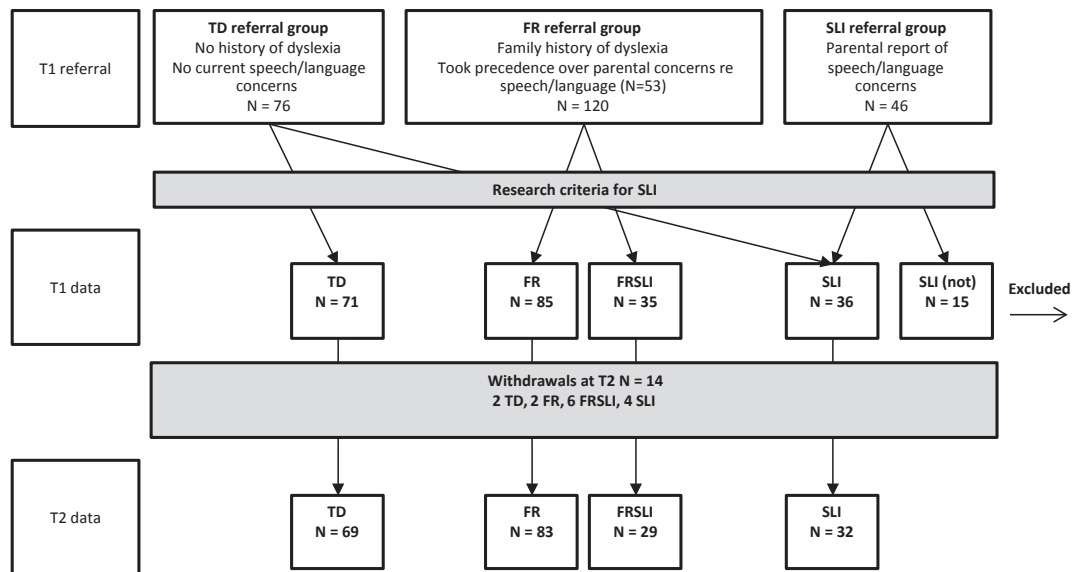 T1 referral
TD referral group
No history of dyslexia
No current speech/language
concerns
N = 76
FR referral group
Family history of dyslexia
Took precedence over parental concerns re
speech/language (N=53)
N = 120
SLI referral group
Parental report of
speech/language
concerns
N = 46
Research criteria for SLI
T1 data
TD
N = 71
FR
N = 85
FRSLI
N = 35
SLI
N = 36
SLI (not)
N = 15
Excluded
Withdrawals at T2 N = 14
2 TD, 2 FR, 6 FRSLI, 4 SLI
T2 data
TD
N = 69
FR
N = 83
FRSLI
N = 29
SLI
N = 32